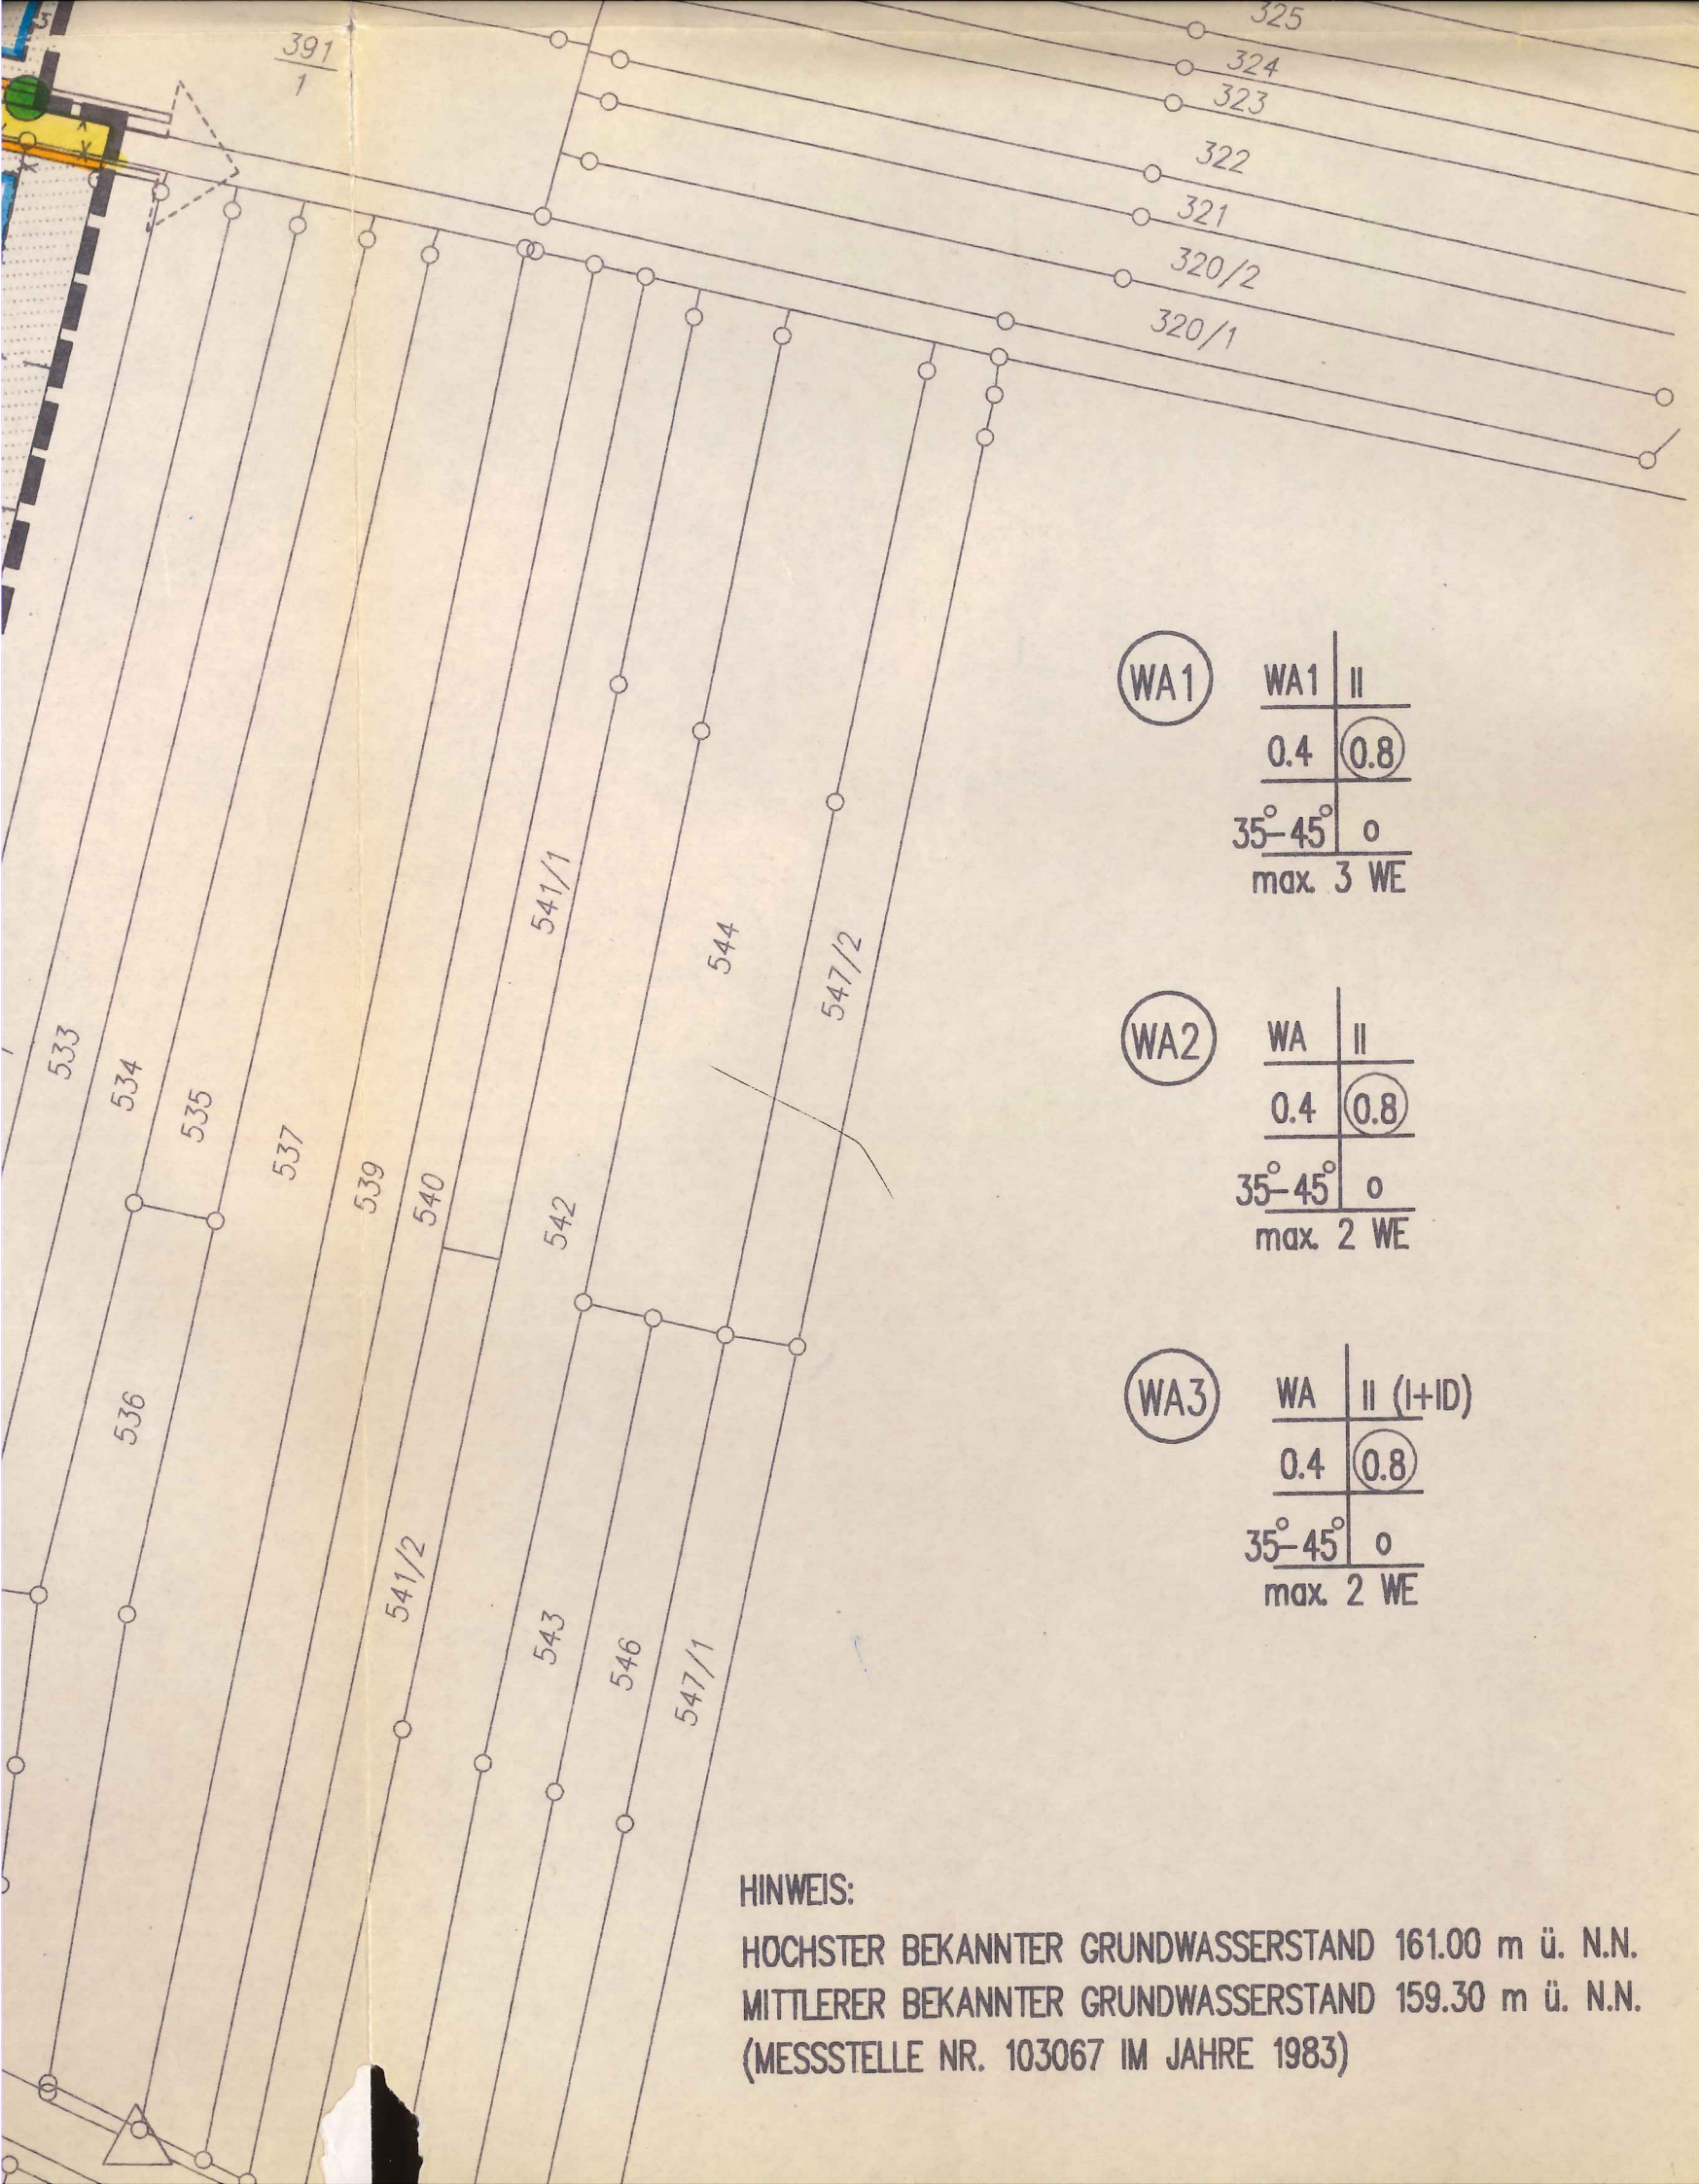 3
391
1
325
324
323
322
321
320/2
320/1
533
534
535
536
537
539
540
541/1
541/2
542
543
544
546
547/2
547/1
WA1 WA1 II
0.4 0.8
35°-45° o
max. 3 WE
WA2 WA II
0.4 0.8
35°-45° o
max. 2 WE
WA3 WA II (I+ID)
0.4 0.8
35°-45° o
max. 2 WE
HINWEIS:
HÖCHSTER BEKANNTER GRUNDWASSERSTAND 161.00 m ü. N.N.
MITTLERER BEKANNTER GRUNDWASSERSTAND 159.30 m ü. N.N.
(MESSSTELLE NR. 103067 IM JAHRE 1983)